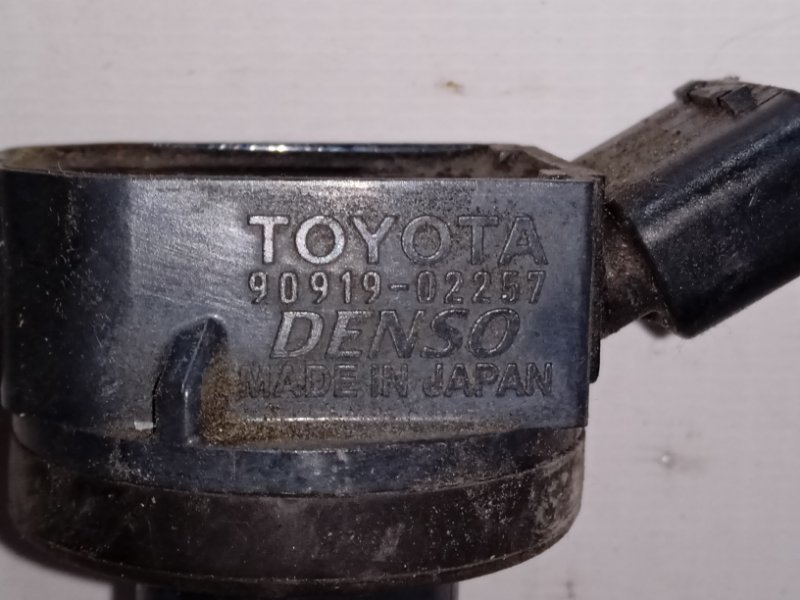 TOYOTA
90919-02257
DENSO
MADE IN JAPAN